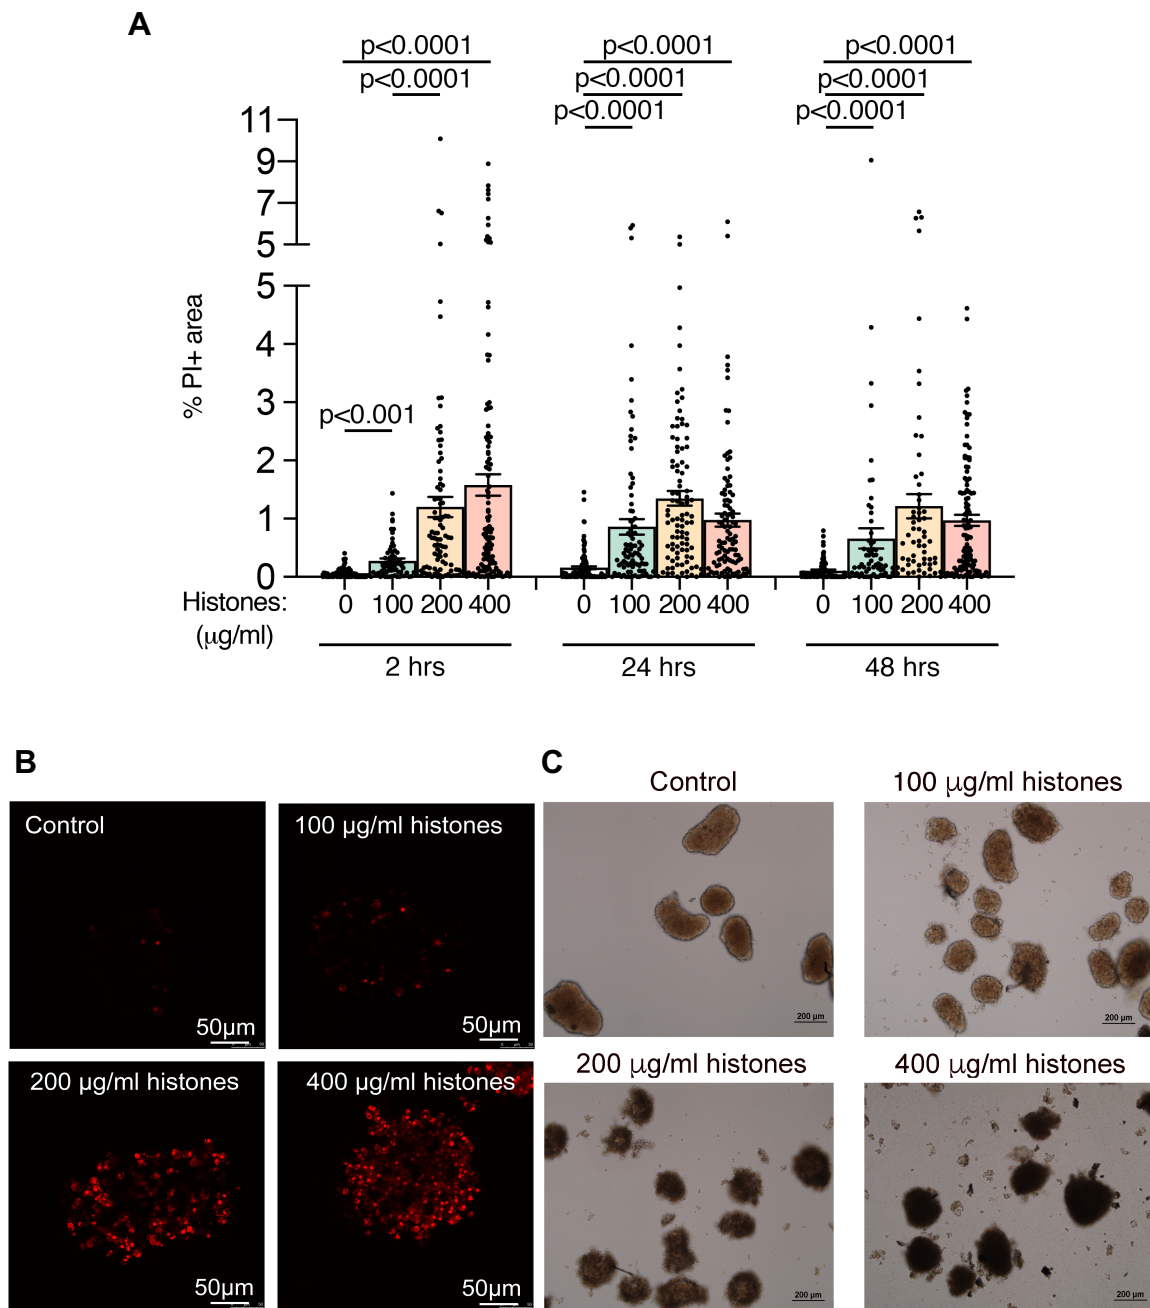 A
p<0.0001 p<0.0001 p<0.0001
p<0.0001 p<0.0001 p<0.0001
p<0.0001 p<0.0001
11
9
7
5
5
4
3
p<0.001
2
1
0
% PI+ area
Histones: 0 100 200 400 0 100 200 400 0 100 200 400
(μg/ml)
2 hrs 24 hrs 48 hrs
B
Control
50μm
100 μg/ml histones
50μm
200 μg/ml histones
50μm
400 μg/ml histones
50μm
C
Control
200 μm
100 μg/ml histones
200 μm
200 μg/ml histones
200 μm
400 μg/ml histones
200 μm